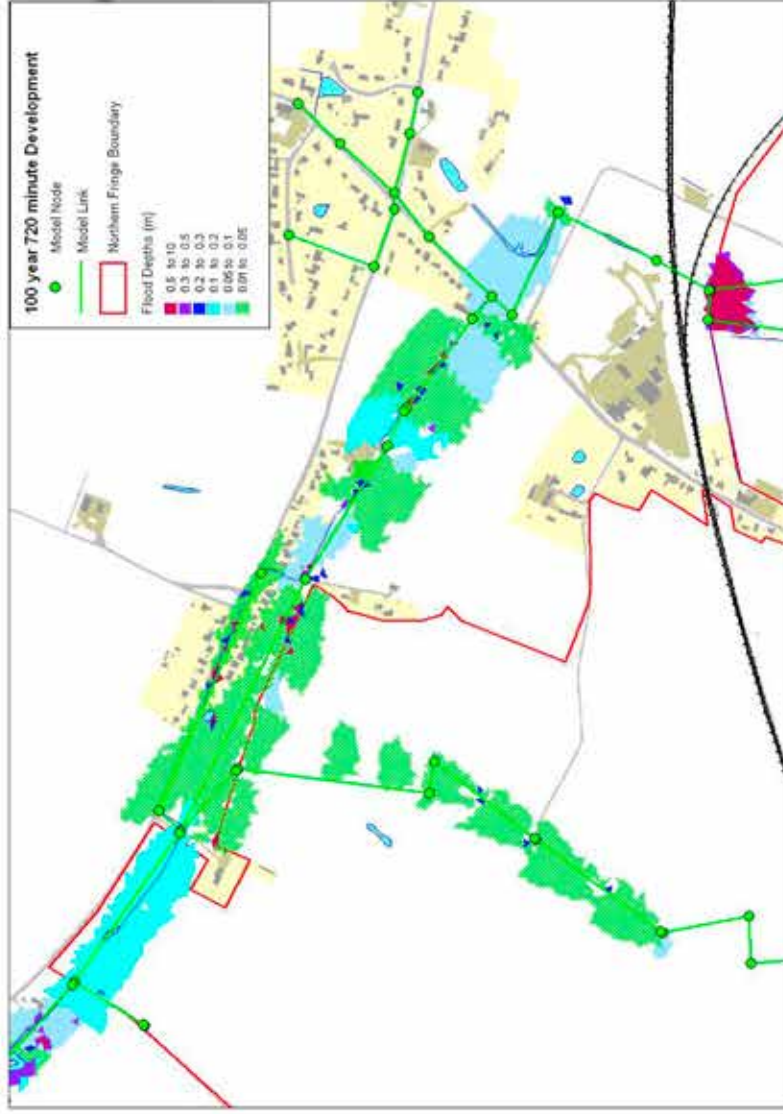 100 year 720 minute Development
Model Node
Model Link
Northern Fringe Boundary
Flood Depths (m)
0.5 to 10
0.3 to 0.5
0.2 to 0.3
0.1 to 0.2
0.05 to 0.1
0.01 to 0.05